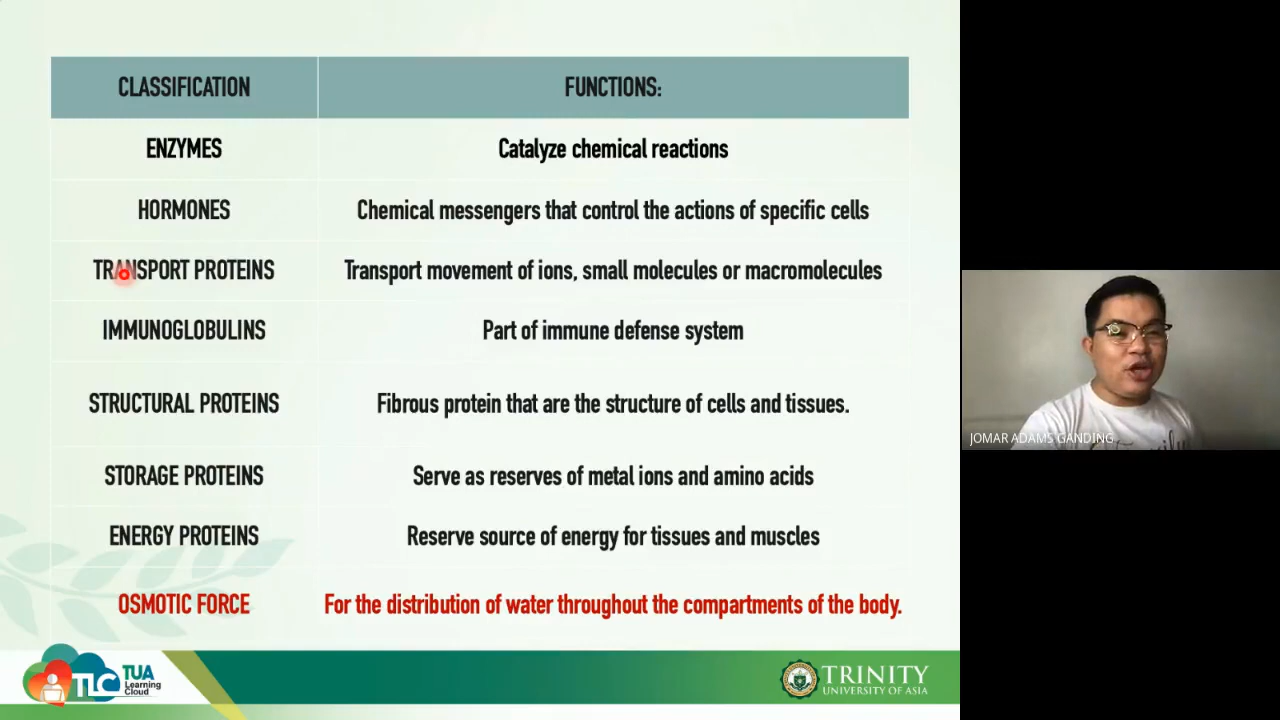 CLASSIFICATION FUNCTIONS:
ENZYMES Catalyze chemical reactions
HORMONES Chemical messengers that control the actions of specific cells
TRANSPORT PROTEINS Transport movement of ions, small molecules or macromolecules
IMMUNOGLOBULINS Part of immune defense system
STRUCTURAL PROTEINS Fibrous protein that are the structure of cells and tissues.
STORAGE PROTEINS Serve as reserves of metal ions and amino acids
ENERGY PROTEINS Reserve source of energy for tissues and muscles
OSMOTIC FORCE For the distribution of water throughout the compartments of the body.
JOMAR ADAMS GANDING
TLC TUA
Learning
Cloud
TRINITY
UNIVERSITY OF ASIA